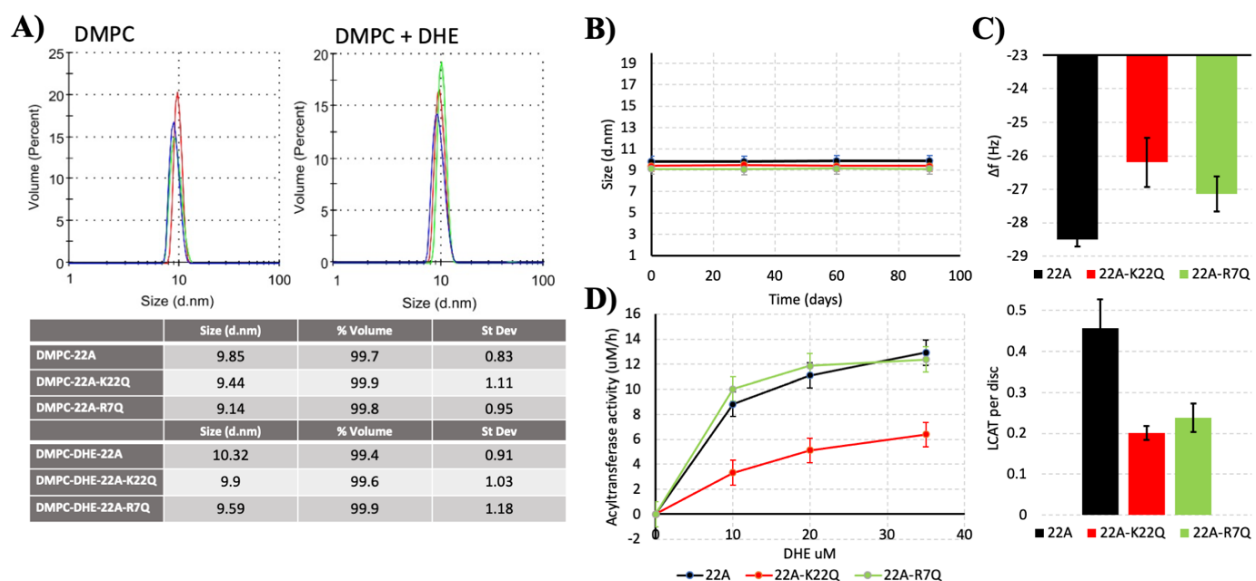 A)
DMPC
25
20
15
10
5
0
Volume (Percent)
1
10
100
Size (d.nm)
DMPC + DHE
20
15
10
5
0
Volume (Percent)
1
10
100
Size (d.nm)
Size (d.nm) % Volume St Dev
DMPC-22A 9.85 99.7 0.83
DMPC-22A-K22Q 9.44 99.9 1.11
DMPC-22A-R7Q 9.14 99.8 0.95
Size (d.nm) % Volume St Dev
DMPC-DHE-22A 10.32 99.4 0.91
DMPC-DHE-22A-K22Q 9.9 99.6 1.03
DMPC-DHE-22A-R7Q 9.59 99.9 1.18
B)
19
17
15
13
11
9
7
5
3
1
Size (d.nm)
0 20 40 60 80 100
Time (days)
C)
-23
-24
-25
-26
-27
-28
-29
Δf (Hz)
22A 22A-K22Q 22A-R7Q
0.4
0.3
0.2
0.1
0
LCAT per disc
22A 22A-K22Q 22A-R7Q
D)
16
14
12
10
8
6
4
2
0
-2
Acyltransferase activity (uM/h)
0 10 20 30 40
DHE uM
22A 22A-K22Q 22A-R7Q